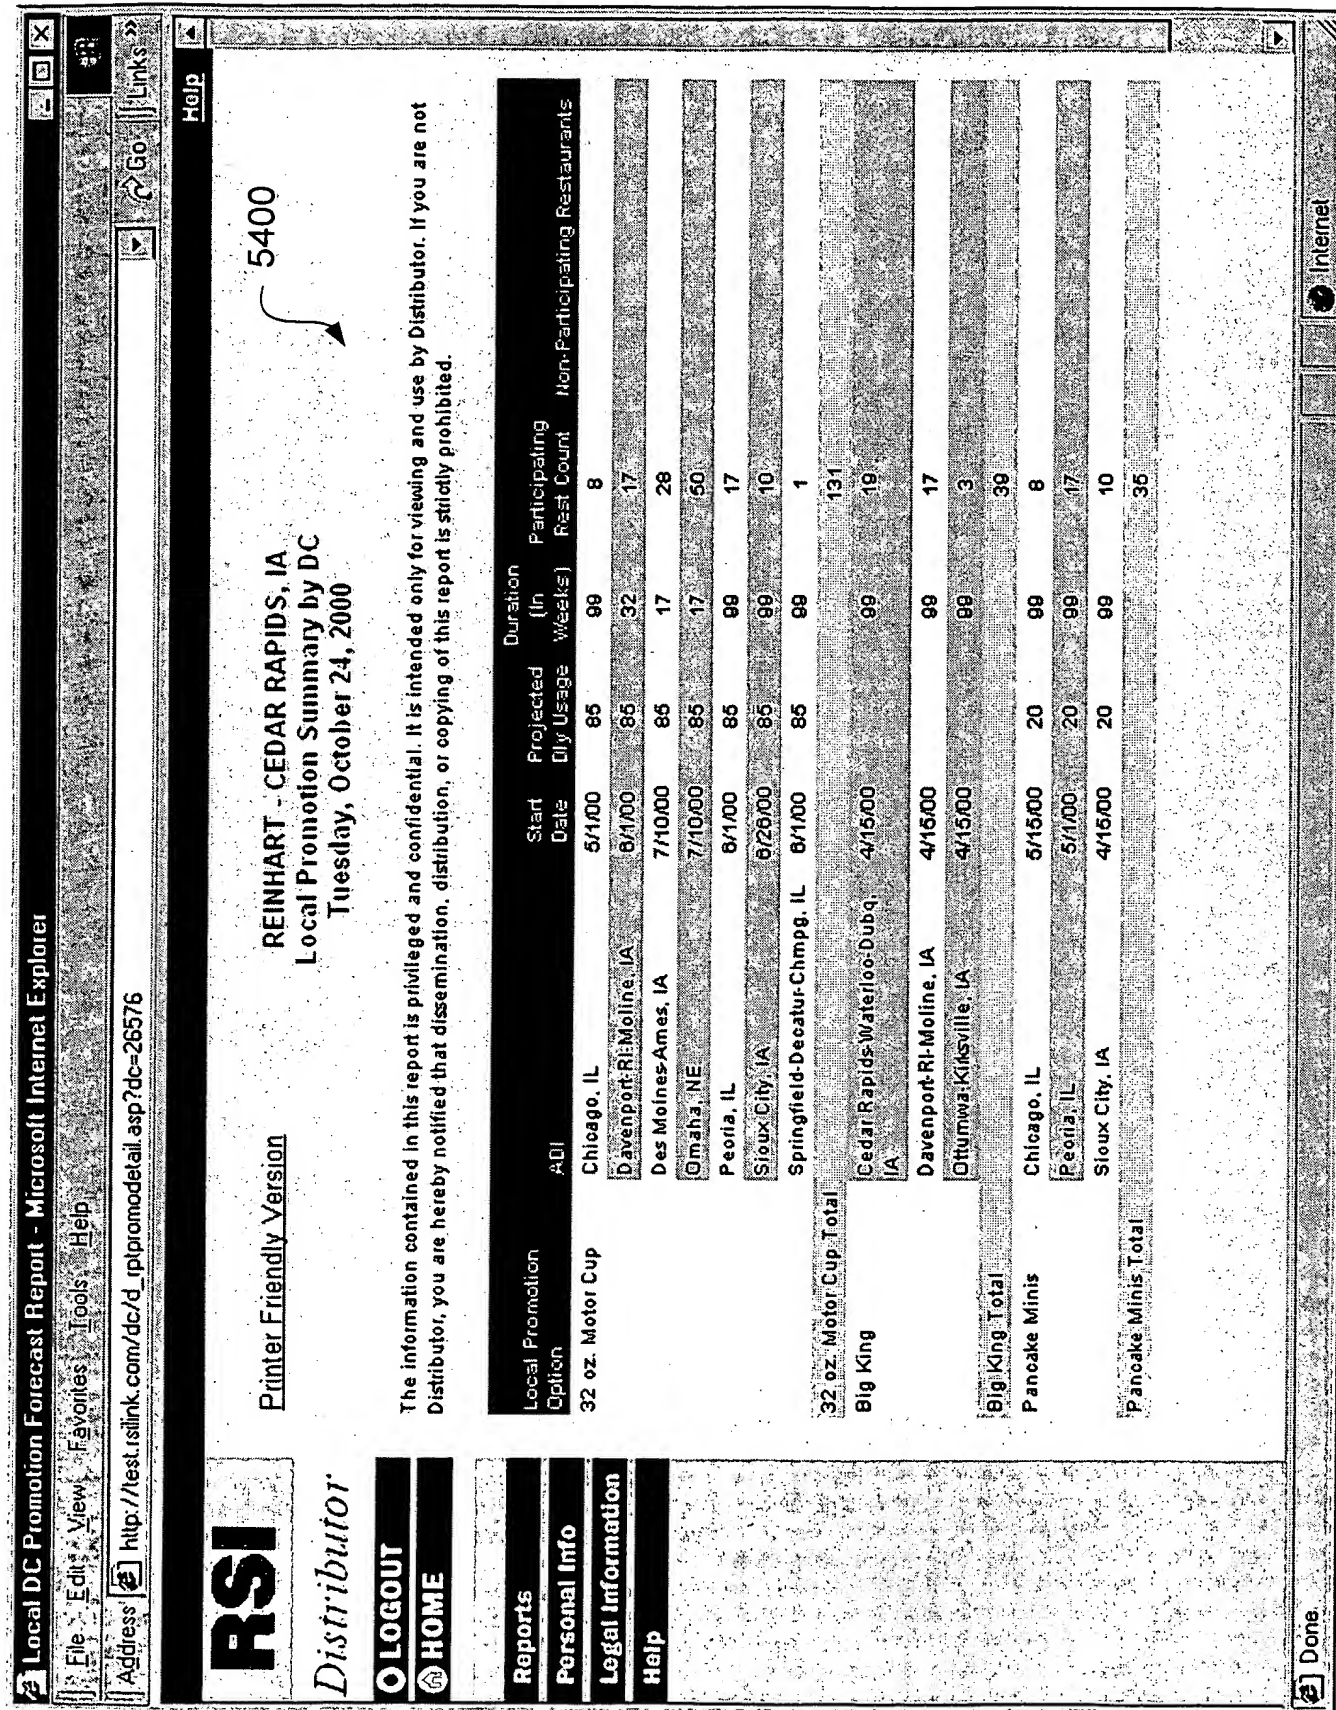 Local DC Promotion Forecast Report - Microsoft Internet Explorer
File Edit View Favorites Tools Help
Address http://test.rsilink.com/dc/d_rptpromodetail.asp?dc=26576 Go Links »
Help
RSI
Distributor
LOGOUT
HOME
Reports
Personal Info
Legal Information
Help
Printer Friendly Version
REINHART - CEDAR RAPIDS, IA
Local Promotion Summary by DC
Tuesday, October 24, 2000
5400
The information contained in this report is privileged and confidential. It is intended only for viewing and use by Distributor. If you are not
Distributor, you are hereby notified that dissemination, distribution, or copying of this report is strictly prohibited.
Local Promotion Option ADI Start Date Projected Dly Usage Duration (In Weeks) Participating Rest Count Non-Participating Restaurants
32 oz. Motor Cup Chicago, IL 5/1/00 85 99 8
Davenport-RI-Moline, IA 6/1/00 85 32 17
Des Moines-Ames, IA 7/10/00 85 17 28
Omaha, NE 7/10/00 85 17 50
Peoria, IL 6/1/00 85 99 17
Sioux City, IA 6/26/00 85 99 10
Springfield-Decatur-Chmpg, IL 6/1/00 85 99 1
32 oz. Motor Cup Total 131
Big King Cedar Rapids-Waterloo-Dubq, 4/15/00 99 19
IA
Davenport-RI-Moline, IA 4/15/00 99 17
Ottumwa-Kirksville, IA 4/15/00 99 3
Big King Total 39
Pancake Minis Chicago, IL 5/15/00 20 99 8
Peoria, IL 5/1/00 20 99 17
Sioux City, IA 4/15/00 20 99 10
Pancake Minis Total 35
Done
Internet